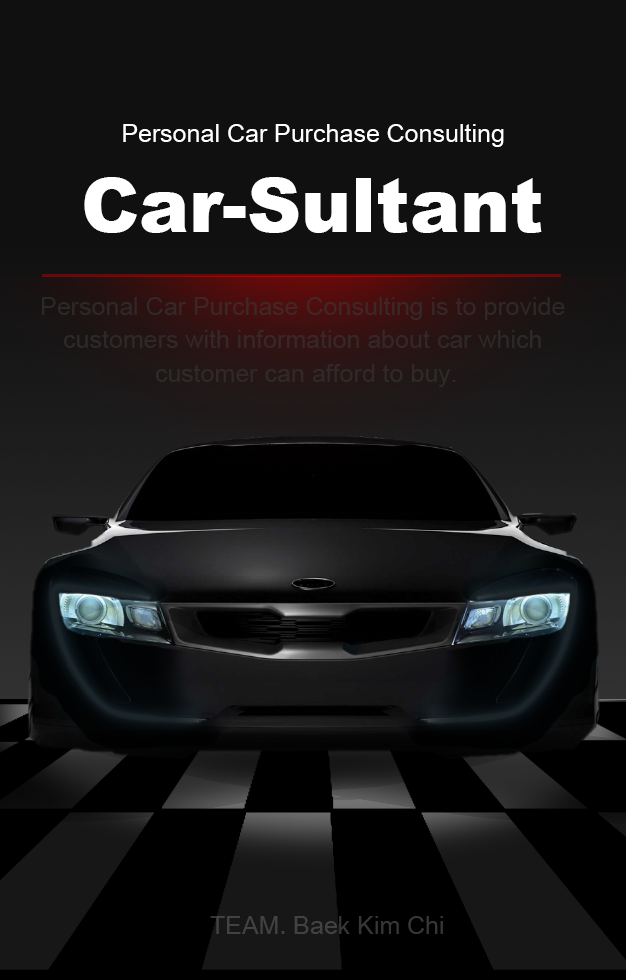 Personal Car Purchase Consulting
Car-Sultant
Personal Car Purchase Consulting is to provide
customers with information about car which
customer can afford to buy.
TEAM. Baek Kim Chi